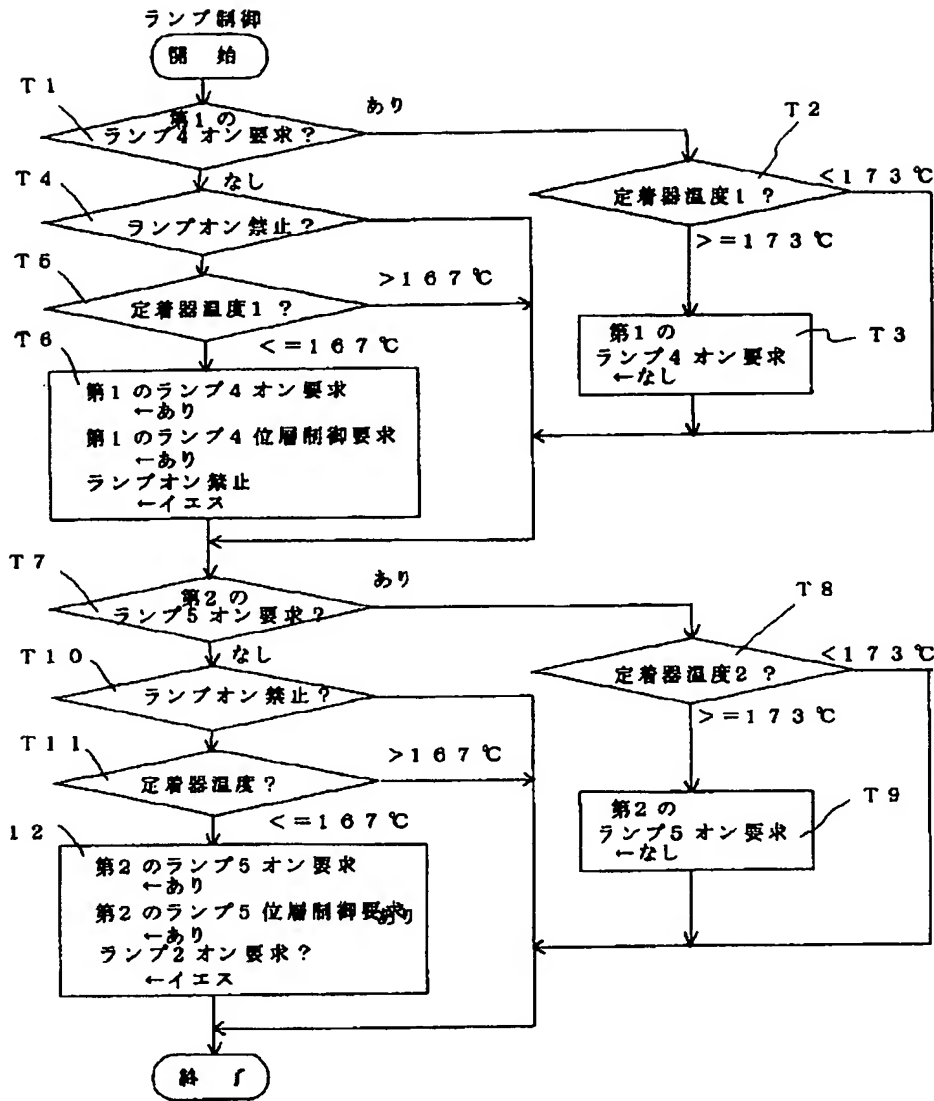 ランプ制御
開 始
T1
第1の
ランプ4 オン要求?
あり
なし
T2
定着器温度1?
<173℃
>=173℃
T3
第1の
ランプ4 オン要求
←なし
T4
ランプオン禁止?
T5
定着器温度1?
>167℃
<=167℃
T6
第1のランプ4オン要求
←あり
第1のランプ4位層制御要求
←あり
ランプオン禁止
←イエス
T7
第2の
ランプ5オン要求?
あり
なし
T8
定着器温度2?
<173℃
>=173℃
T9
第2の
ランプ5オン要求
←なし
T10
ランプオン禁止?
T11
定着器温度?
>167℃
<=167℃
12
第2のランプ5オン要求
←あり
第2のランプ5位層制御要求あり
←あり
ランプ2オン要求?
←イエス
終 了